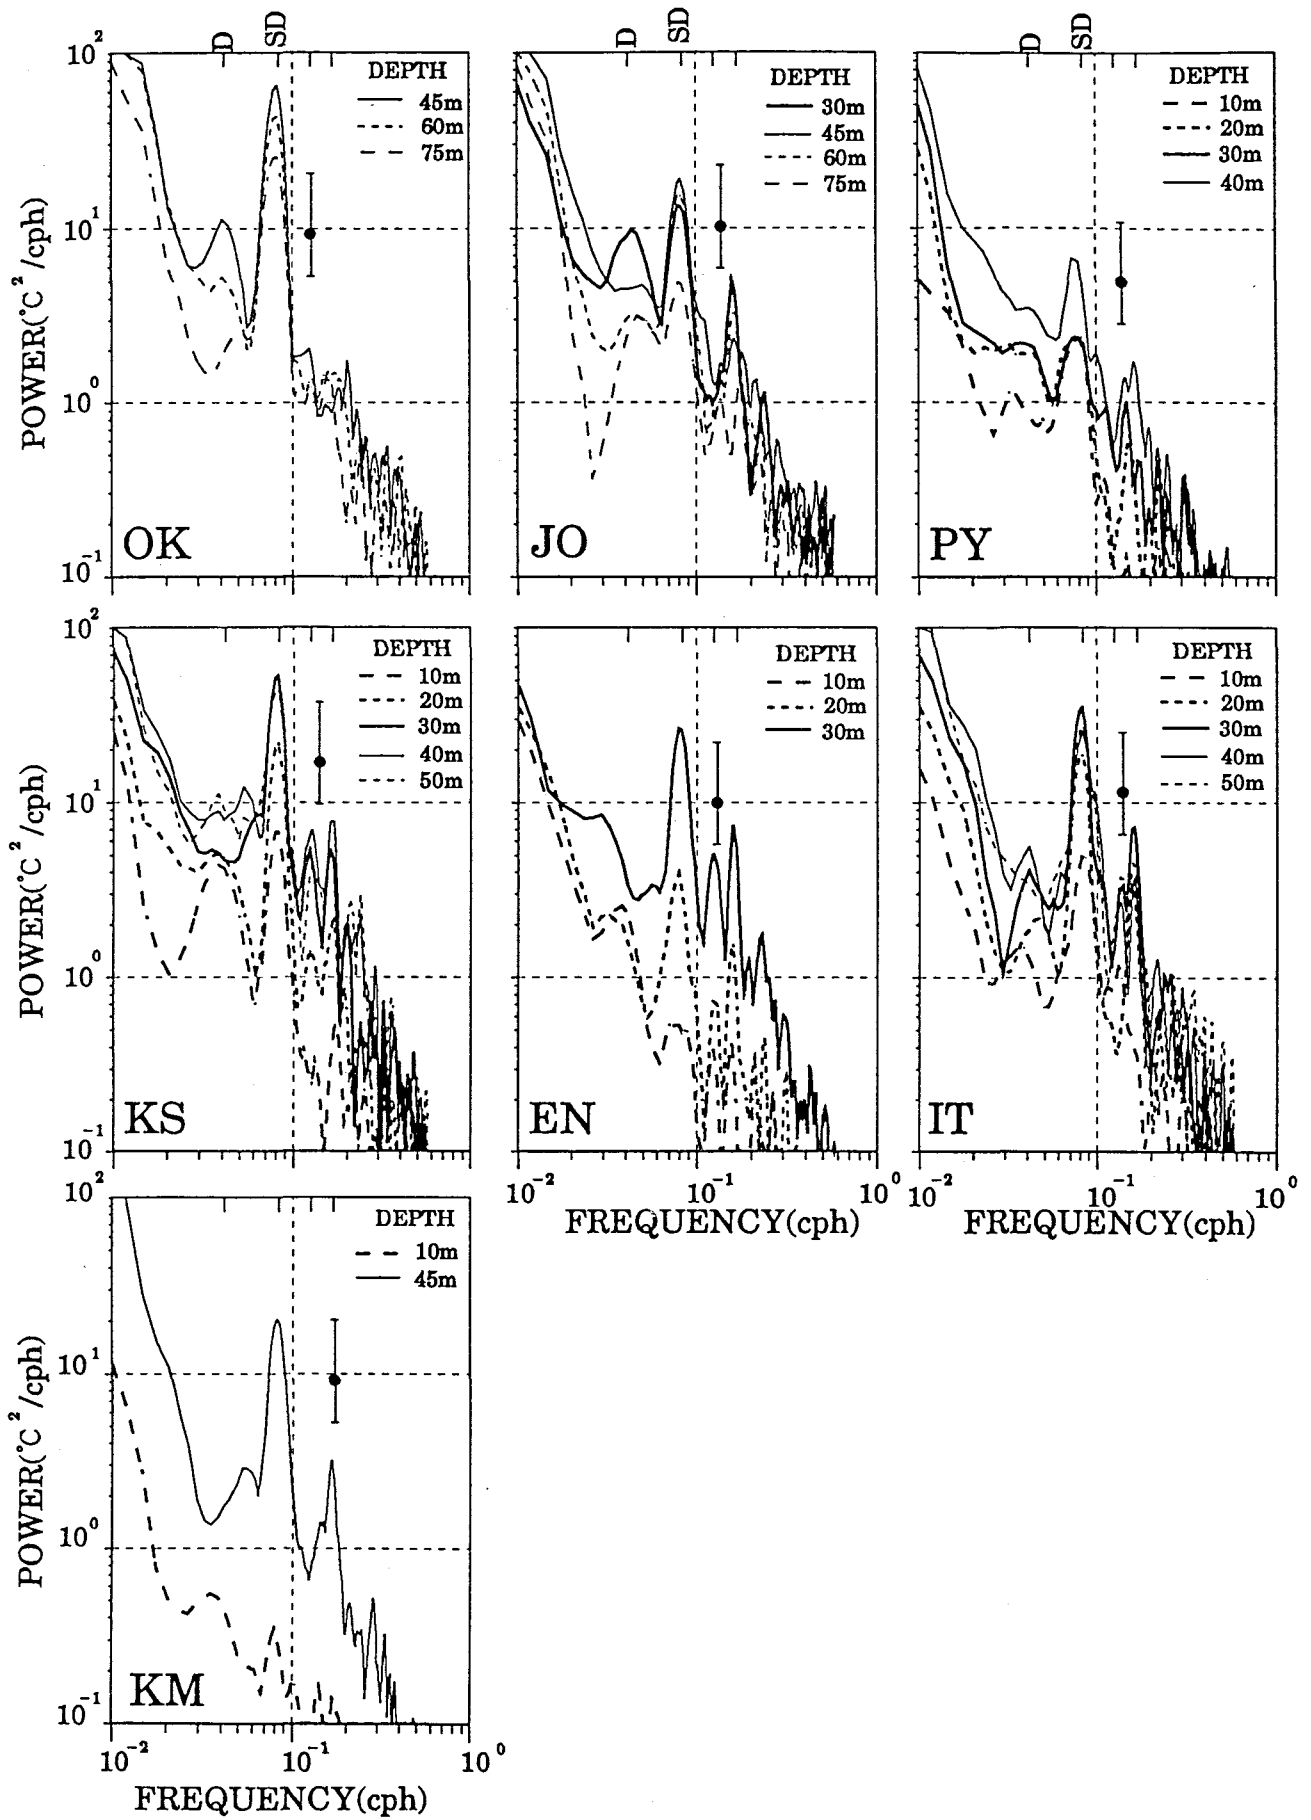 D SD D SD D SD
POWER(℃²/cph)
10²
10¹
10⁰
10⁻¹
DEPTH
45m
60m
75m
OK
DEPTH
30m
45m
60m
75m
JO
DEPTH
10m
20m
30m
40m
PY
POWER(℃²/cph)
10²
10¹
10⁰
10⁻¹
DEPTH
10m
20m
30m
40m
50m
KS
DEPTH
10m
20m
30m
EN
10⁻² 10⁻¹ 10⁰
FREQUENCY(cph)
DEPTH
10m
20m
30m
40m
50m
IT
10⁻² 10⁻¹ 10⁰
FREQUENCY(cph)
POWER(℃²/cph)
10²
10¹
10⁰
10⁻¹
DEPTH
10m
45m
KM
10⁻² 10⁻¹ 10⁰
FREQUENCY(cph)